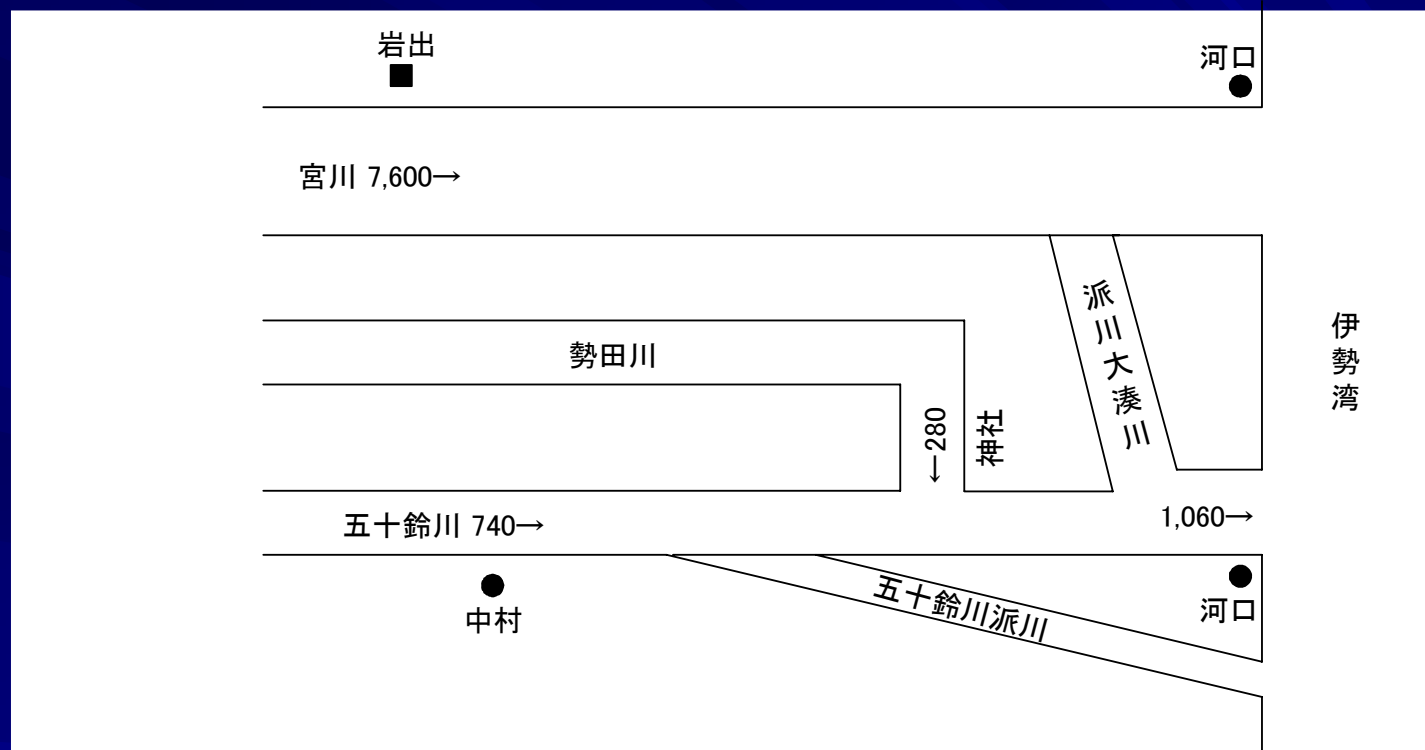 岩出
河口
宮川 7,600→
派川大湊川
伊勢湾
勢田川
←280
神社
五十鈴川 740→
1,060→
中村
五十鈴川派川
河口